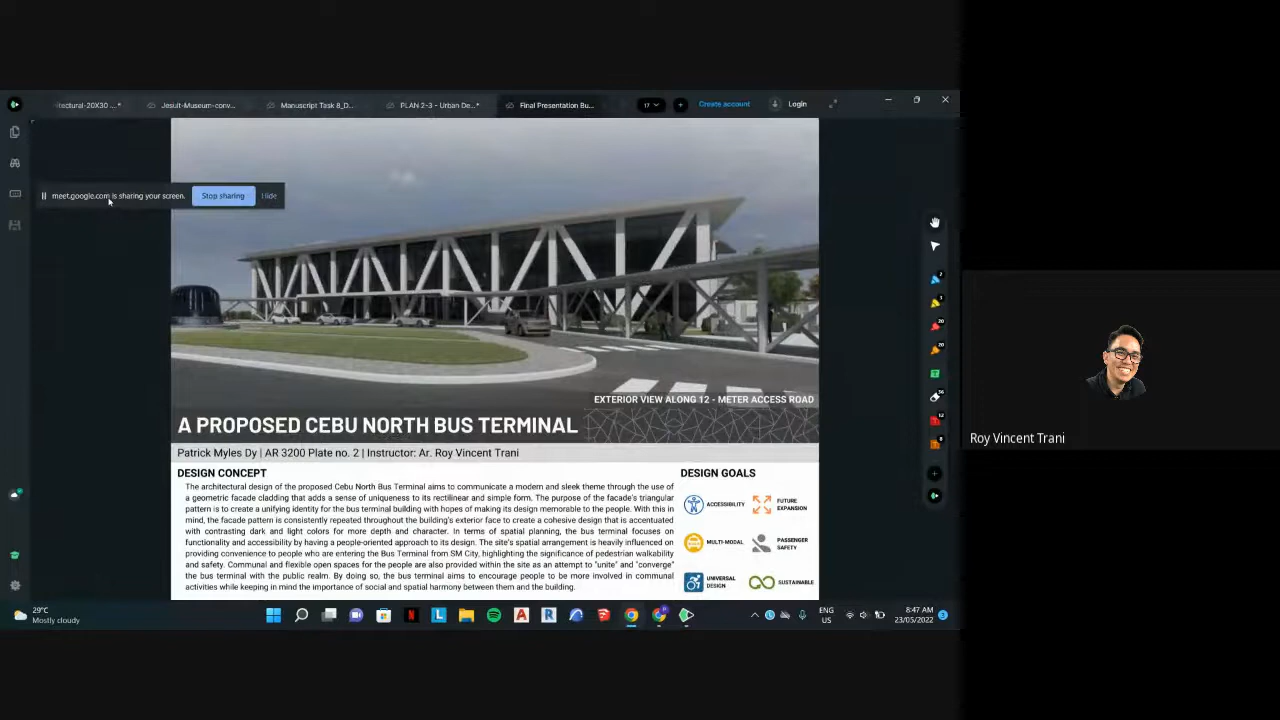 tectural-20X30 ...*
Jesuit-Museum-conv...
Manuscript Task 8_D...
PLAN 2-3 - Urban De...*
Final Presentation Bu...
17
Create account
Login
meet.google.com is sharing your screen.
Stop sharing
Hide
EXTERIOR VIEW ALONG 12 - METER ACCESS ROAD
A PROPOSED CEBU NORTH BUS TERMINAL
Patrick Myles Dy | AR 3200 Plate no. 2 | Instructor: Ar. Roy Vincent Trani
DESIGN CONCEPT
The architectural design of the proposed Cebu North Bus Terminal aims to communicate a modern and sleek theme through the use of
a geometric facade cladding that adds a sense of uniqueness to its rectilinear and simple form. The purpose of the facade's triangular
pattern is to create a unifying identity for the bus terminal building with hopes of making its design memorable to the people. With this in
mind, the facade pattern is consistently repeated throughout the building's exterior face to create a cohesive design that is accentuated
with contrasting dark and light colors for more depth and character. In terms of spatial planning, the bus terminal focuses on
functionality and accessibility by having a people-oriented approach to its design. The site's spatial arrangement is heavily influenced on
providing convenience to people who are entering the Bus Terminal from SM City, highlighting the significance of pedestrian walkability
and safety. Communal and flexible open spaces for the people are also provided within the site as an attempt to "unite" and "converge"
the bus terminal with the public realm. By doing so, the bus terminal aims to encourage people to be more involved in communal
activities while keeping in mind the importance of social and spatial harmony between them and the building.
DESIGN GOALS
ACCESSIBILITY
FUTURE
EXPANSION
MULTI-MODAL
PASSENGER
SAFETY
UNIVERSAL
DESIGN
SUSTAINABLE
Roy Vincent Trani
29°C
Mostly cloudy
ENG
US
8:47 AM
23/05/2022